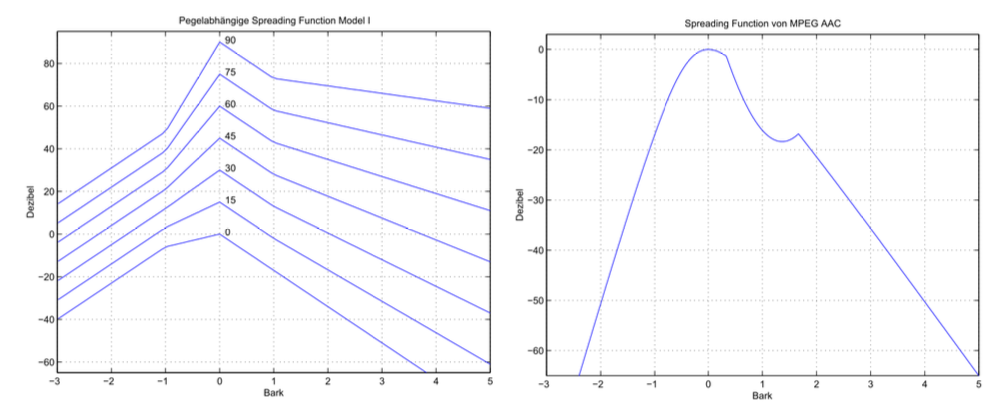 Pegelabhängige Spreading Function Model I
90
75
60
45
30
15
0
80
60
40
20
0
−20
−40
−60
Dezibel
−3 −2 −1 0 1 2 3 4 5
Bark
Spreading Function von MPEG AAC
0
−10
−20
−30
−40
−50
−60
Dezibel
−3 −2 −1 0 1 2 3 4 5
Bark